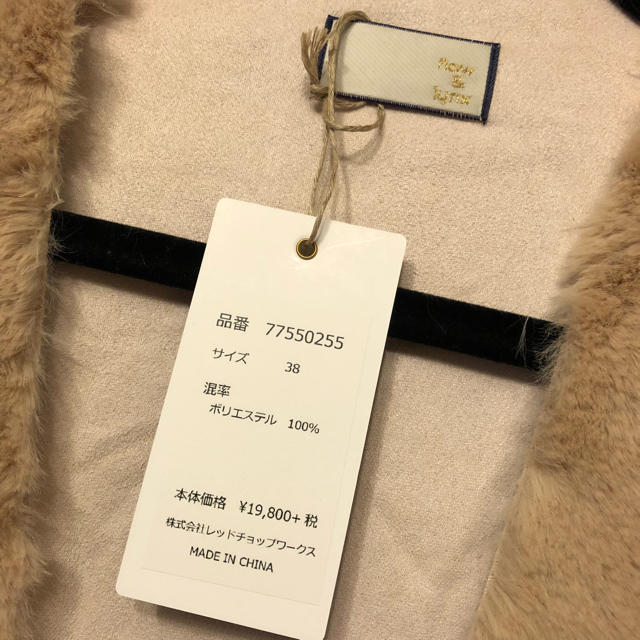 品番 77550255
サイズ 38
混率
ポリエステル 100%
本体価格 ¥19,800+税
株式会社レッドチョップワークス
MADE IN CHINA